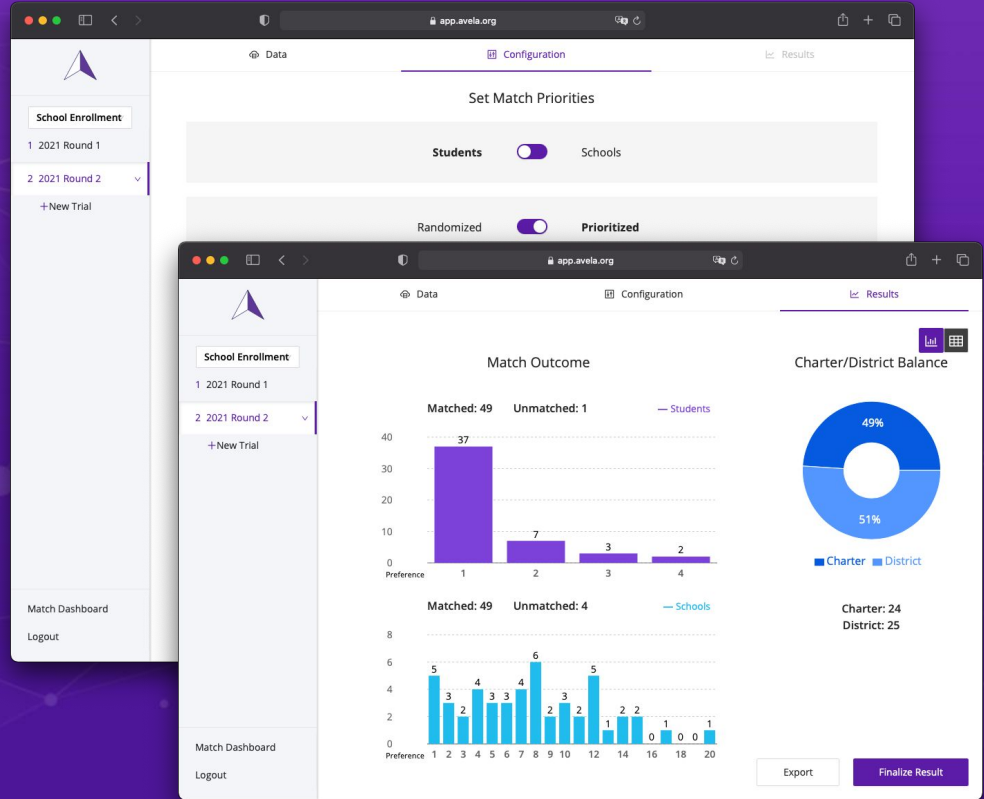 app.avela.org
Data
Configuration
Results
School Enrollment
1 2021 Round 1
2 2021 Round 2
+New Trial
Match Dashboard
Logout
Set Match Priorities
Students Schools
Randomized Prioritized
app.avela.org
Data
Configuration
Results
School Enrollment
1 2021 Round 1
2 2021 Round 2
+New Trial
Match Dashboard
Logout
Match Outcome
Matched: 49 Unmatched: 1 — Students
40
30
20
10
0
37 7 3 2
Preference 1 2 3 4
Matched: 49 Unmatched: 4 — Schools
8
6
4
2
0
5 3 2 4 3 3 4 6 2 3 2 5 1 2 2 0 1 0 0 1
Preference 1 2 3 4 5 6 7 8 9 10 12 14 16 18 20
Charter/District Balance
49%
51%
Charter District
Charter: 24
District: 25
Export Finalize Result